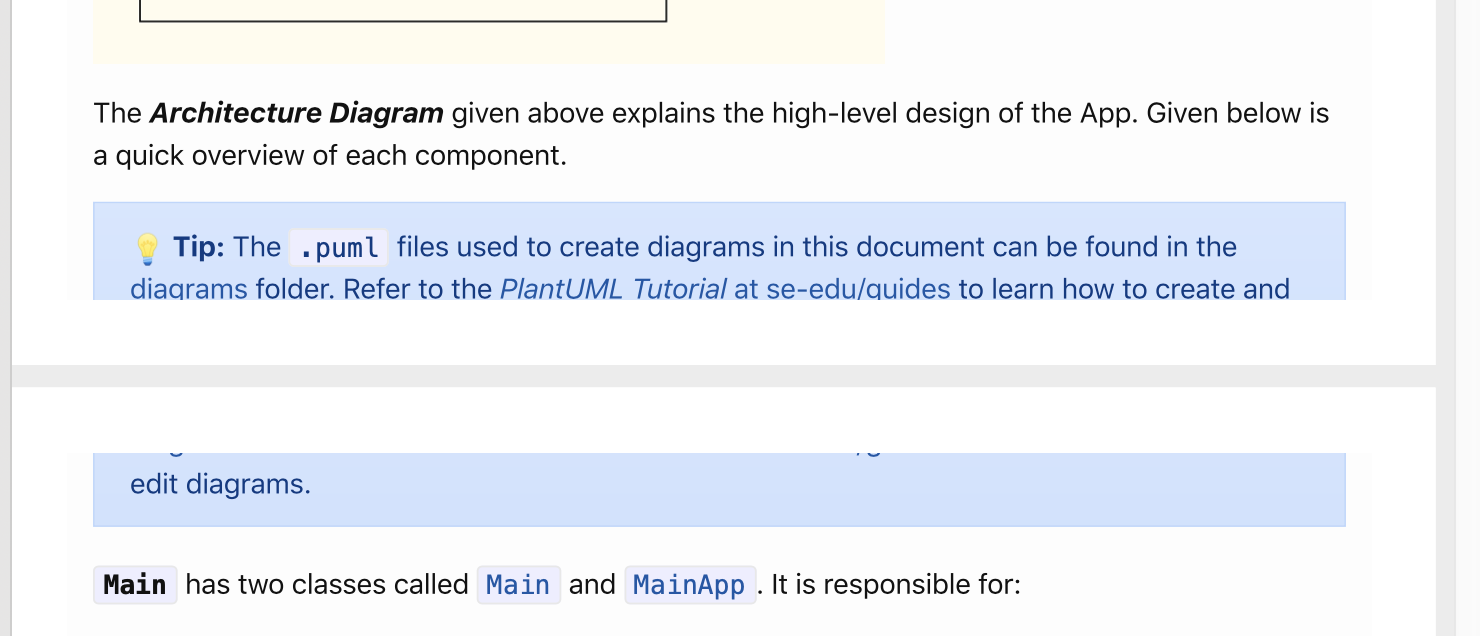 The Architecture Diagram given above explains the high-level design of the App. Given below is
a quick overview of each component.
💡 Tip: The .puml files used to create diagrams in this document can be found in the
diagrams folder. Refer to the PlantUML Tutorial at se-edu/guides to learn how to create and
edit diagrams.
Main has two classes called Main and MainApp. It is responsible for: